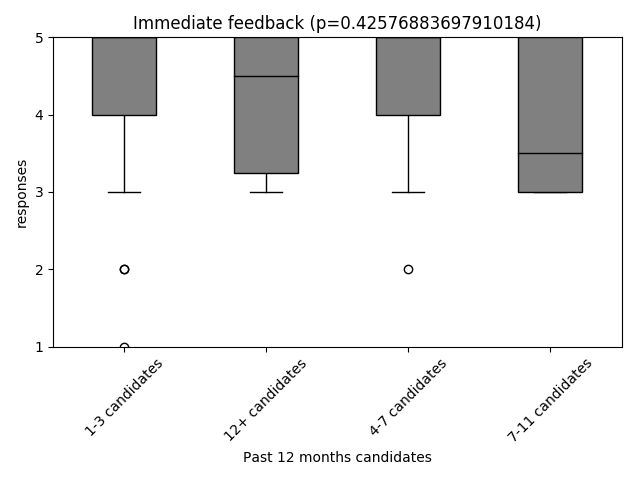 Immediate feedback (p=0.42576883697910184)
5
4
3
2
1
responses
1-3 candidates
12+ candidates
4-7 candidates
7-11 candidates
Past 12 months candidates